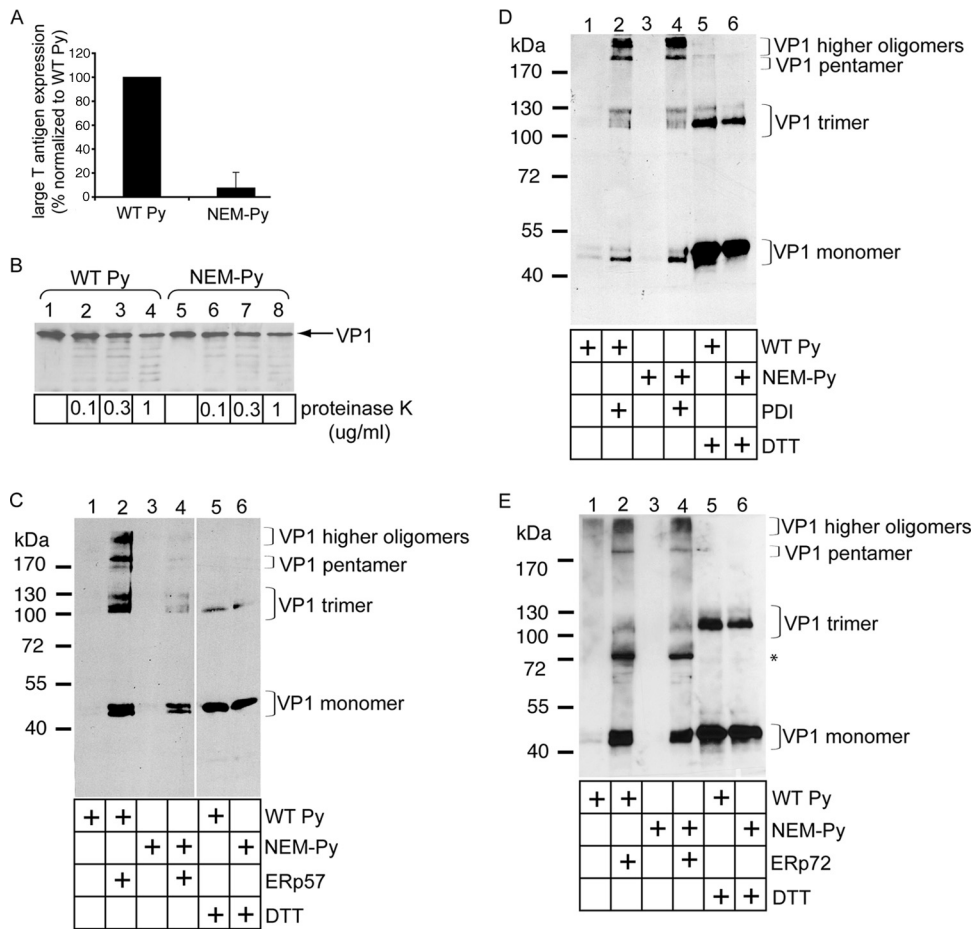 A
large T antigen expression
(% normalized to WT Py)
120
100
80
60
40
20
0
WT Py NEM-Py
B
WT Py NEM-Py
1 2 3 4 5 6 7 8
VP1
0.1 0.3 1 0.1 0.3 1 proteinase K
(ug/ml)
C
1 2 3 4 5 6
kDa
170
130
100
72
55
40
VP1 higher oligomers
VP1 pentamer
VP1 trimer
VP1 monomer
+ + + WT Py
+ + + NEM-Py
+ + ERp57
+ + DTT
D
1 2 3 4 5 6
kDa
170
130
100
72
55
40
VP1 higher oligomers
VP1 pentamer
VP1 trimer
VP1 monomer
+ + + WT Py
+ + + NEM-Py
+ + PDI
+ + DTT
E
1 2 3 4 5 6
kDa
170
130
100
72
55
40
VP1 higher oligomers
VP1 pentamer
VP1 trimer
*
VP1 monomer
+ + + WT Py
+ + + NEM-Py
+ + ERp72
+ + DTT